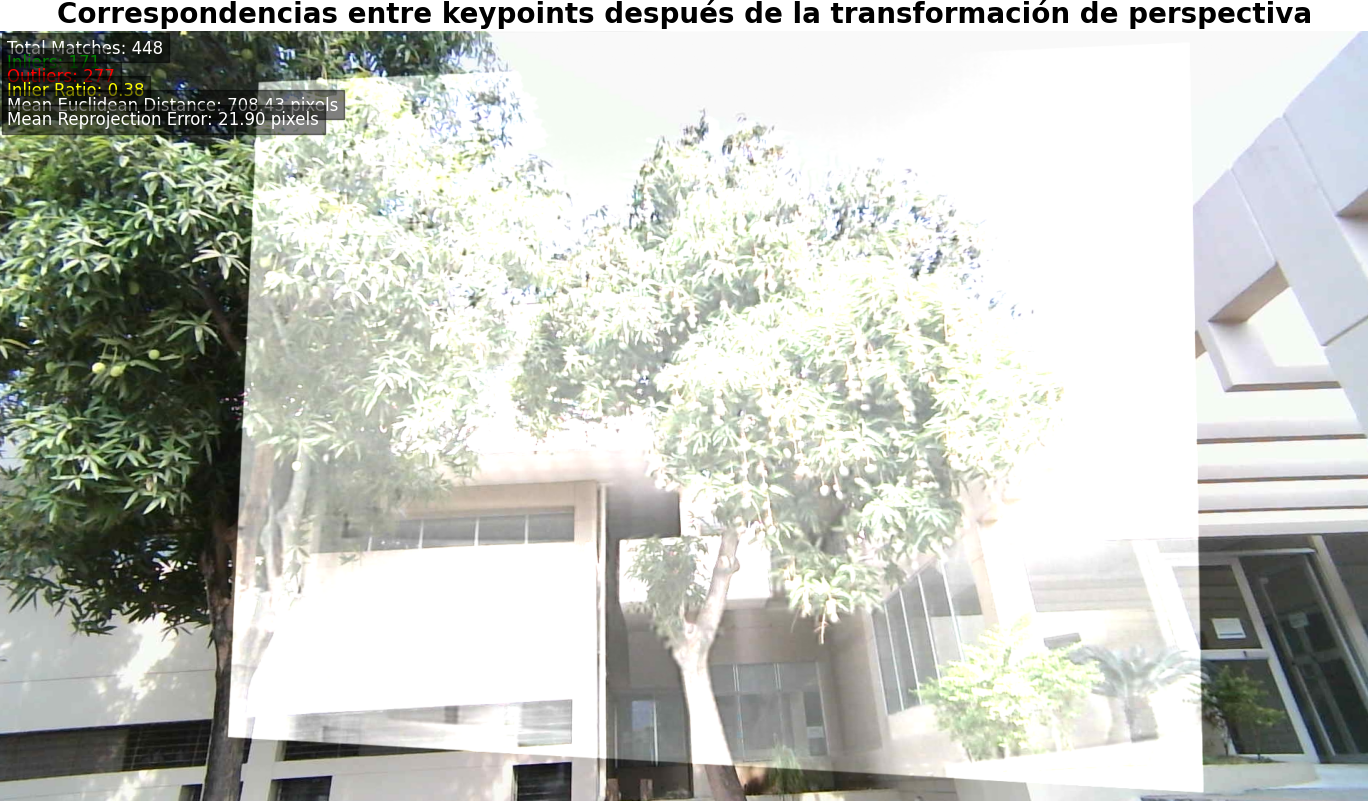 Correspondencias entre keypoints después de la transformación de perspectiva
Total Matches: 448
Inliers: 171
Outliers: 277
Inlier Ratio: 0.38
Mean Euclidean Distance: 708.43 pixels
Mean Reprojection Error: 21.90 pixels